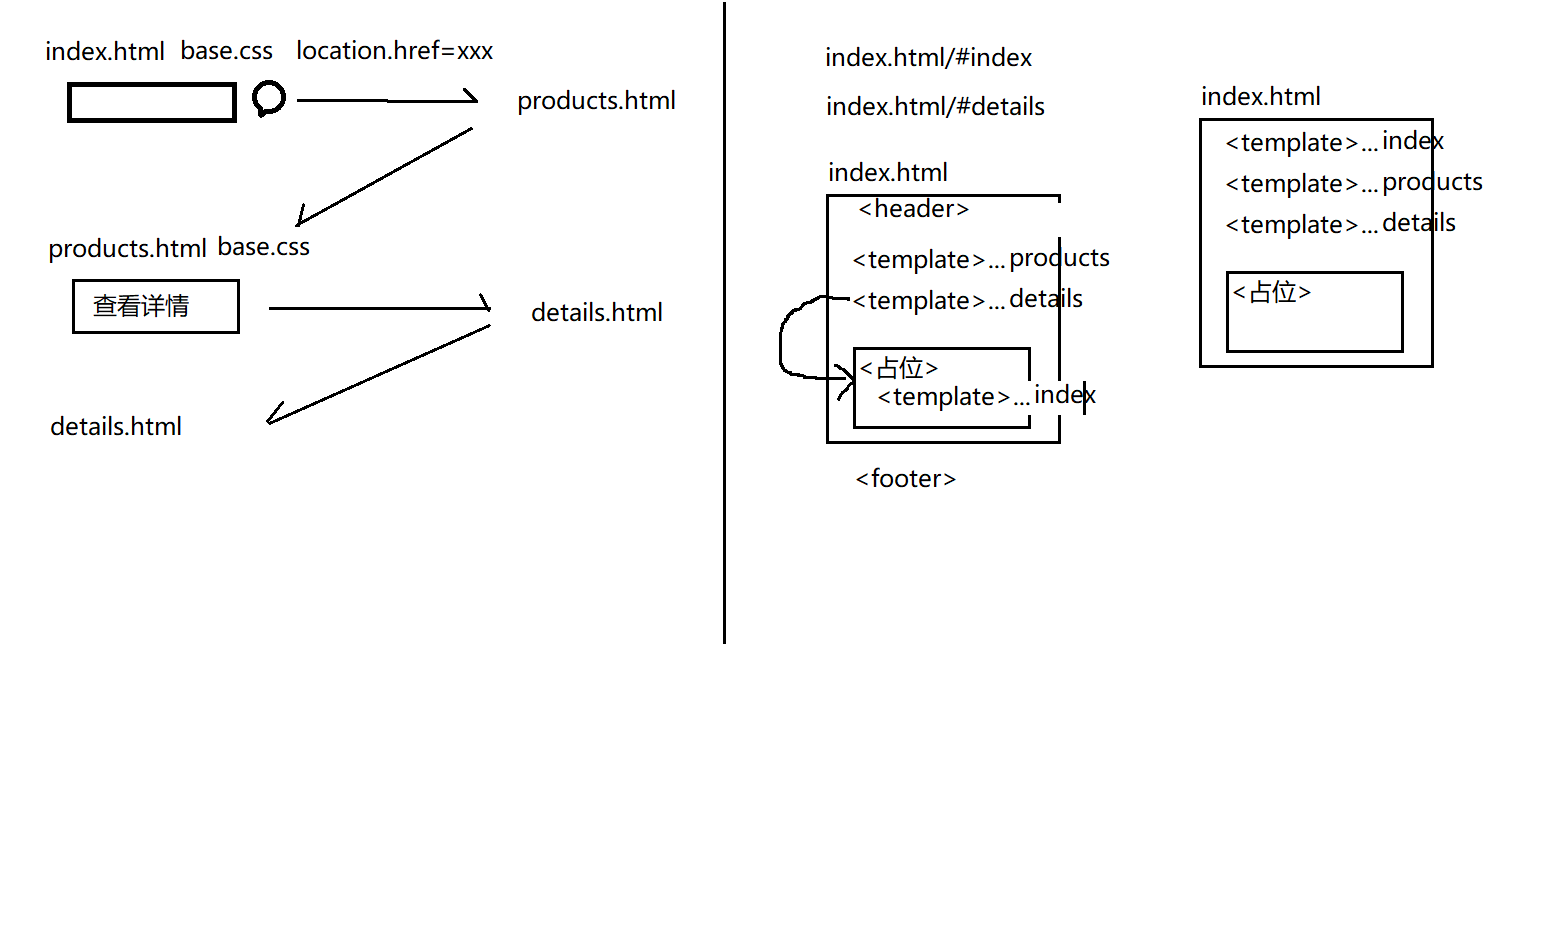 index.html base.css location.href=xxx
products.html
products.html base.css
查看详情
details.html
details.html
index.html/#index
index.html/#details
index.html
<header>
<template>...products
<template>...details
<占位>
<template>...index
<footer>
index.html
<template>...index
<template>...products
<template>...details
<占位>